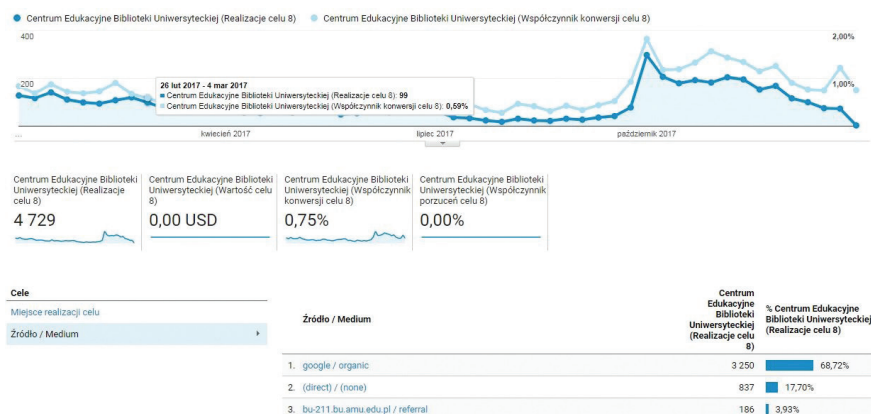 Centrum Edukacyjne Biblioteki Uniwersyteckiej (Realizacje celu 8) Centrum Edukacyjne Biblioteki Uniwersyteckiej (Współczynnik konwersji celu 8)
400 2,00%
200 1,00%
26 lut 2017 - 4 mar 2017
Centrum Edukacyjne Biblioteki Uniwersyteckiej (Realizacje celu 8): 99
Centrum Edukacyjne Biblioteki Uniwersyteckiej (Współczynnik konwersji celu 8): 0,59%
... kwiecień 2017 lipiec 2017 październik 2017
Centrum Edukacyjne Biblioteki
Uniwersyteckiej (Realizacje
celu 8)
4 729
Centrum Edukacyjne Biblioteki
Uniwersyteckiej (Wartość celu
8)
0,00 USD
Centrum Edukacyjne Biblioteki
Uniwersyteckiej (Współczynnik
konwersji celu 8)
0,75%
Centrum Edukacyjne Biblioteki
Uniwersyteckiej (Współczynnik
porzuceń celu 8)
0,00%
Cele
Miejsce realizacji celu
Źródło / Medium
Źródło / Medium
Centrum
Edukacyjne
Biblioteki
Uniwersyteckiej
(Realizacje celu
8)
% Centrum Edukacyjne
Biblioteki Uniwersyteckiej
(Realizacje celu 8)
1. google / organic 3 250 68,72%
2. (direct) / (none) 837 17,70%
3. bu-211.bu.amu.edu.pl / referral 186 3,93%